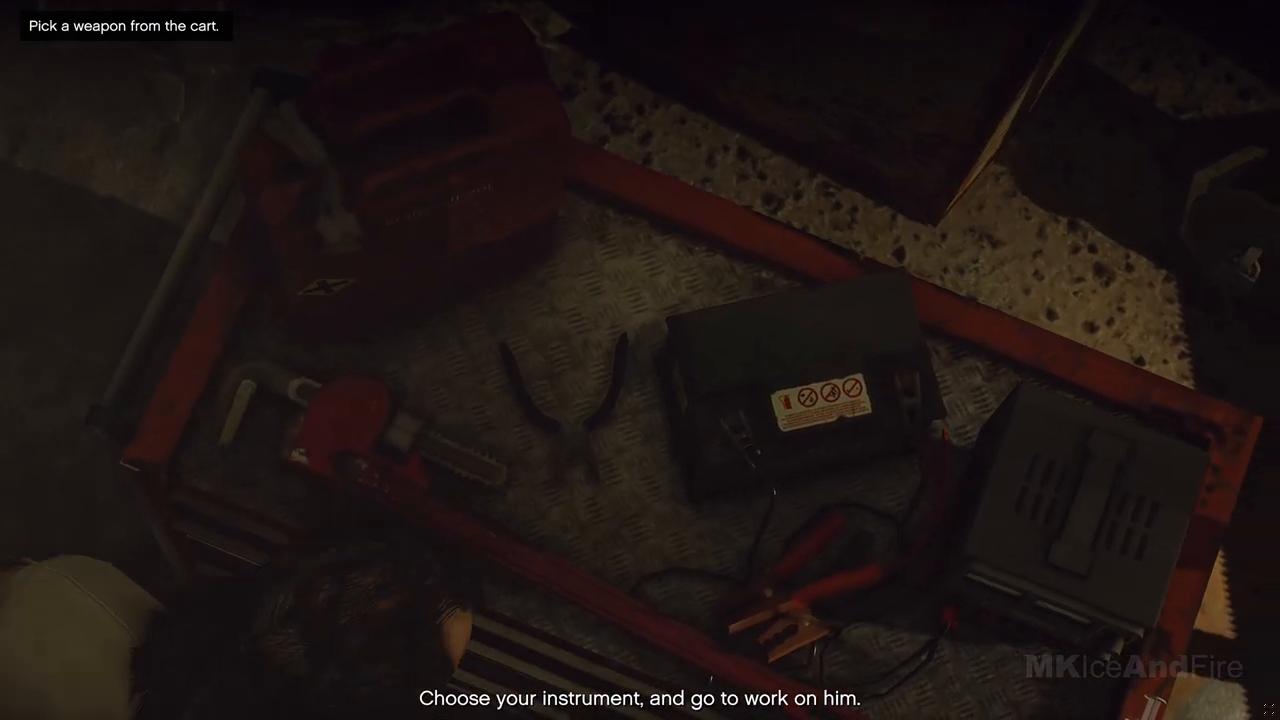 Pick a weapon from the cart.
MKIceAndFire
Choose your instrument, and go to work on him.